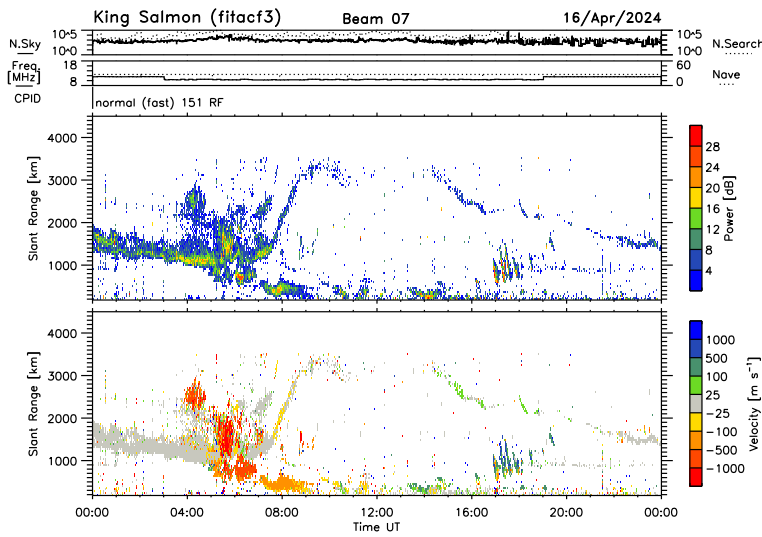 King Salmon (fitacf3) Beam 07 16/Apr/2024
N.Sky 10+5 10+0 10+5 10+0 N.Search
Freq. [MHz] 18 8 60 0 Nave
CPID normal (fast) 151 RF
Slant Range [km] 4000 3000 2000 1000
Power [dB] 28 24 20 16 12 8 4
Slant Range [km] 4000 3000 2000 1000
Velocity [m s⁻¹] 1000 500 100 25 −25 −100 −500 −1000
00:00 04:00 08:00 12:00 16:00 20:00 00:00
Time UT